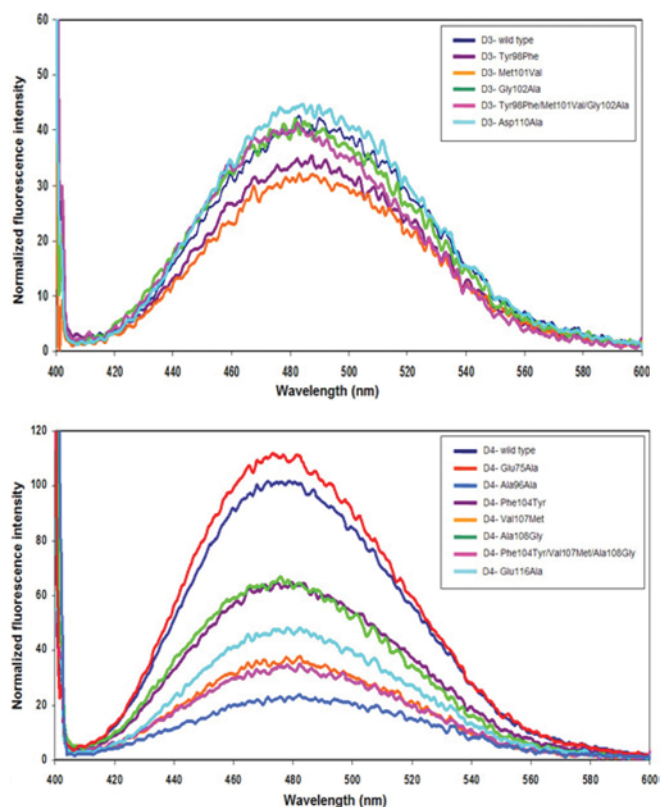 60
50
40
30
20
10
0
Normalized fluorescence intensity
D3- wild type
D3- Tyr98Phe
D3- Met101Val
D3- Gly102Ala
D3- Tyr98Phe/Met101Val/Gly102Ala
D3- Asp110Ala
400 420 440 460 480 500 520 540 560 580 600
Wavelength (nm)
120
100
80
60
40
20
0
Normalized fluorescence intensity
D4- wild type
D4- Glu75Ala
D4- Ala96Ala
D4- Phe104Tyr
D4- Val107Met
D4- Ala108Gly
D4- Phe104Tyr/Val107Met/Ala108Gly
D4- Glu116Ala
400 420 440 460 480 500 520 540 560 580 600
Wavelength (nm)